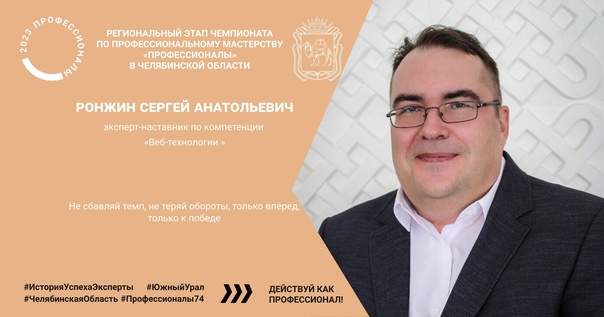 2023 ПРОФЕССИОНАЛЫ
РЕГИОНАЛЬНЫЙ ЭТАП ЧЕМПИОНАТА
ПО ПРОФЕССИОНАЛЬНОМУ МАСТЕРСТВУ
«ПРОФЕССИОНАЛЫ»
В ЧЕЛЯБИНСКОЙ ОБЛАСТИ
РОНЖИН СЕРГЕЙ АНАТОЛЬЕВИЧ
эксперт-наставник по компетенции
«Веб-технологии »
Не сбавляй темп, не теряй обороты, только вперед,
только к победе
#ИсторияУспехаЭксперты #ЮжныйУрал
#ЧелябинскаяОбласть #Профессионалы74
ДЕЙСТВУЙ КАК
ПРОФЕССИОНАЛ!